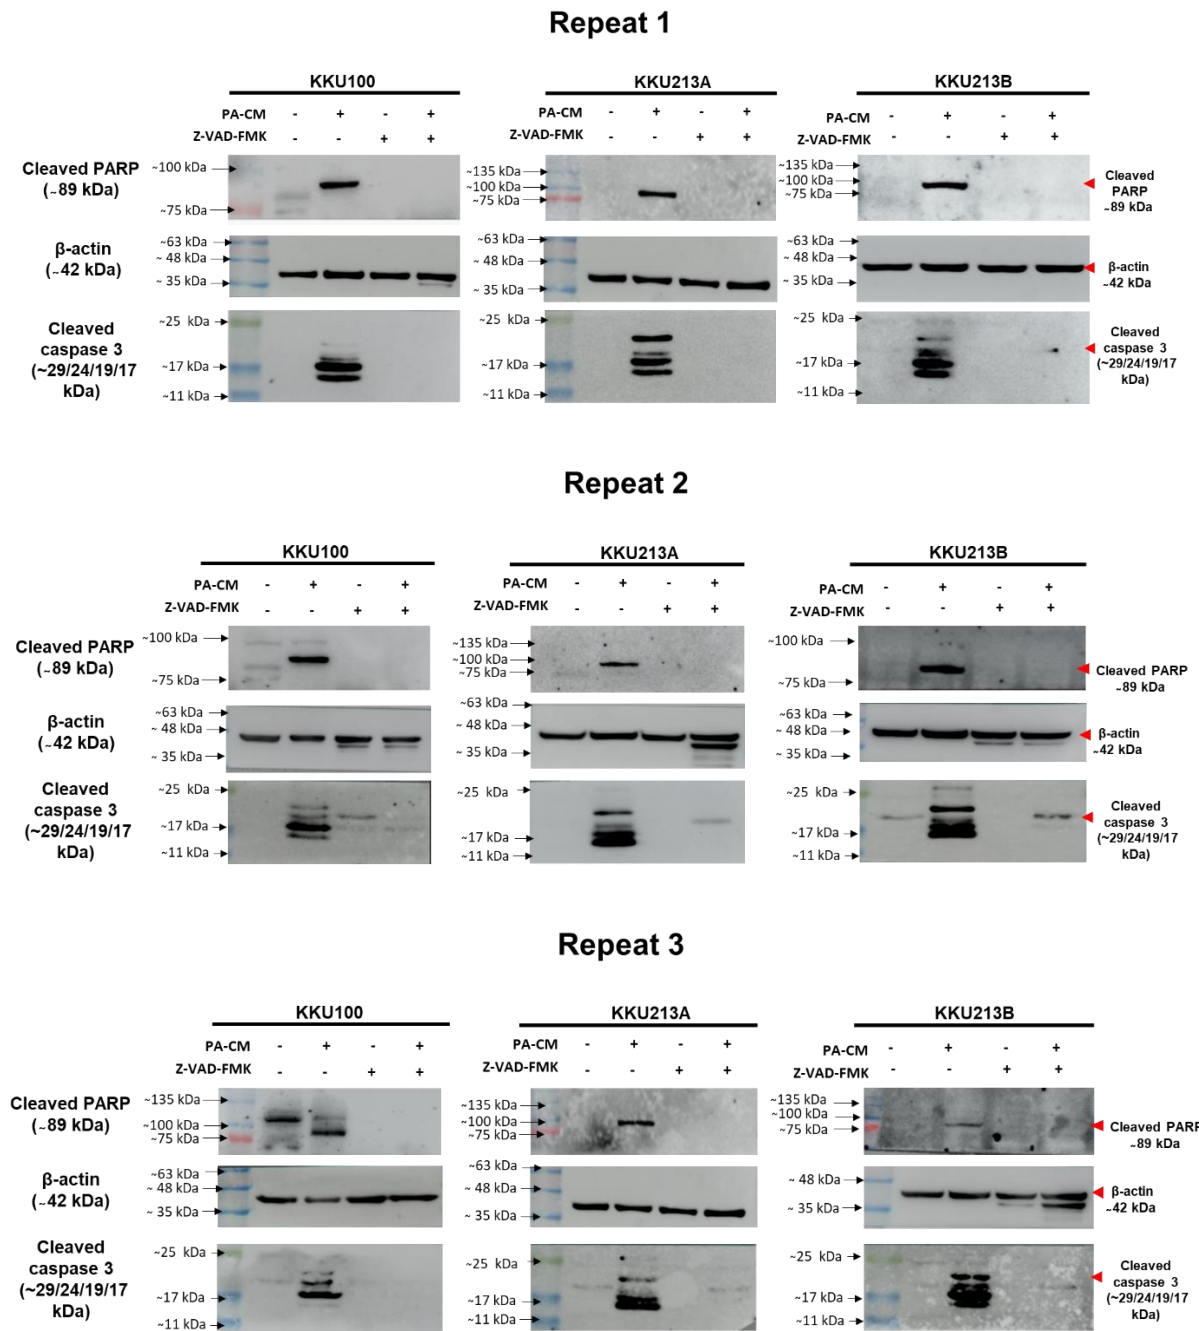 Repeat 1
KKU100 KKU213A KKU213B
PA-CM - + - + PA-CM - + - + PA-CM - + - +
Z-VAD-FMK - - + + Z-VAD-FMK - - + + Z-VAD-FMK - - + +
Cleaved PARP
(~89 kDa)
~100 kDa
~75 kDa
~135 kDa
~100 kDa
~75 kDa
~135 kDa
~100 kDa
~75 kDa
Cleaved
PARP
~89 kDa
β-actin
(~42 kDa)
~63 kDa
~ 48 kDa
~ 35 kDa
~63 kDa
~ 48 kDa
~ 35 kDa
~63 kDa
~ 48 kDa
~ 35 kDa
β-actin
~42 kDa
Cleaved
caspase 3
(~29/24/19/17
kDa)
~25 kDa
~17 kDa
~11 kDa
~25 kDa
~17 kDa
~11 kDa
~25 kDa
~17 kDa
~11 kDa
Cleaved
caspase 3
(~29/24/19/17
kDa)
Repeat 2
KKU100 KKU213A KKU213B
PA-CM - + - + PA-CM - + - + PA-CM - + - +
Z-VAD-FMK - - + + Z-VAD-FMK - - + + Z-VAD-FMK - - + +
Cleaved PARP
(~89 kDa)
~100 kDa
~75 kDa
~135 kDa
~100 kDa
~75 kDa
~100 kDa
~75 kDa
Cleaved PARP
~89 kDa
β-actin
(~42 kDa)
~63 kDa
~ 48 kDa
~ 35 kDa
~63 kDa
~ 48 kDa
~ 35 kDa
~63 kDa
~ 48 kDa
~ 35 kDa
β-actin
~42 kDa
Cleaved
caspase 3
(~29/24/19/17
kDa)
~25 kDa
~17 kDa
~11 kDa
~25 kDa
~17 kDa
~11 kDa
~25 kDa
~17 kDa
~11 kDa
Cleaved
caspase 3
(~29/24/19/17
kDa)
Repeat 3
KKU100 KKU213A KKU213B
PA-CM - + - + PA-CM - + - + PA-CM - + - +
Z-VAD-FMK - - + + Z-VAD-FMK - - + + Z-VAD-FMK - - + +
Cleaved PARP
(~89 kDa)
~135 kDa
~100 kDa
~75 kDa
~135 kDa
~100 kDa
~75 kDa
~135 kDa
~100 kDa
~75 kDa
Cleaved PARP
~89 kDa
β-actin
(~42 kDa)
~63 kDa
~ 48 kDa
~ 35 kDa
~63 kDa
~ 48 kDa
~ 35 kDa
~ 48 kDa
~ 35 kDa
β-actin
~42 kDa
Cleaved
caspase 3
(~29/24/19/17
kDa)
~25 kDa
~17 kDa
~11 kDa
~25 kDa
~17 kDa
~11 kDa
~25 kDa
~17 kDa
~11 kDa
Cleaved
caspase 3
(~29/24/19/17
kDa)